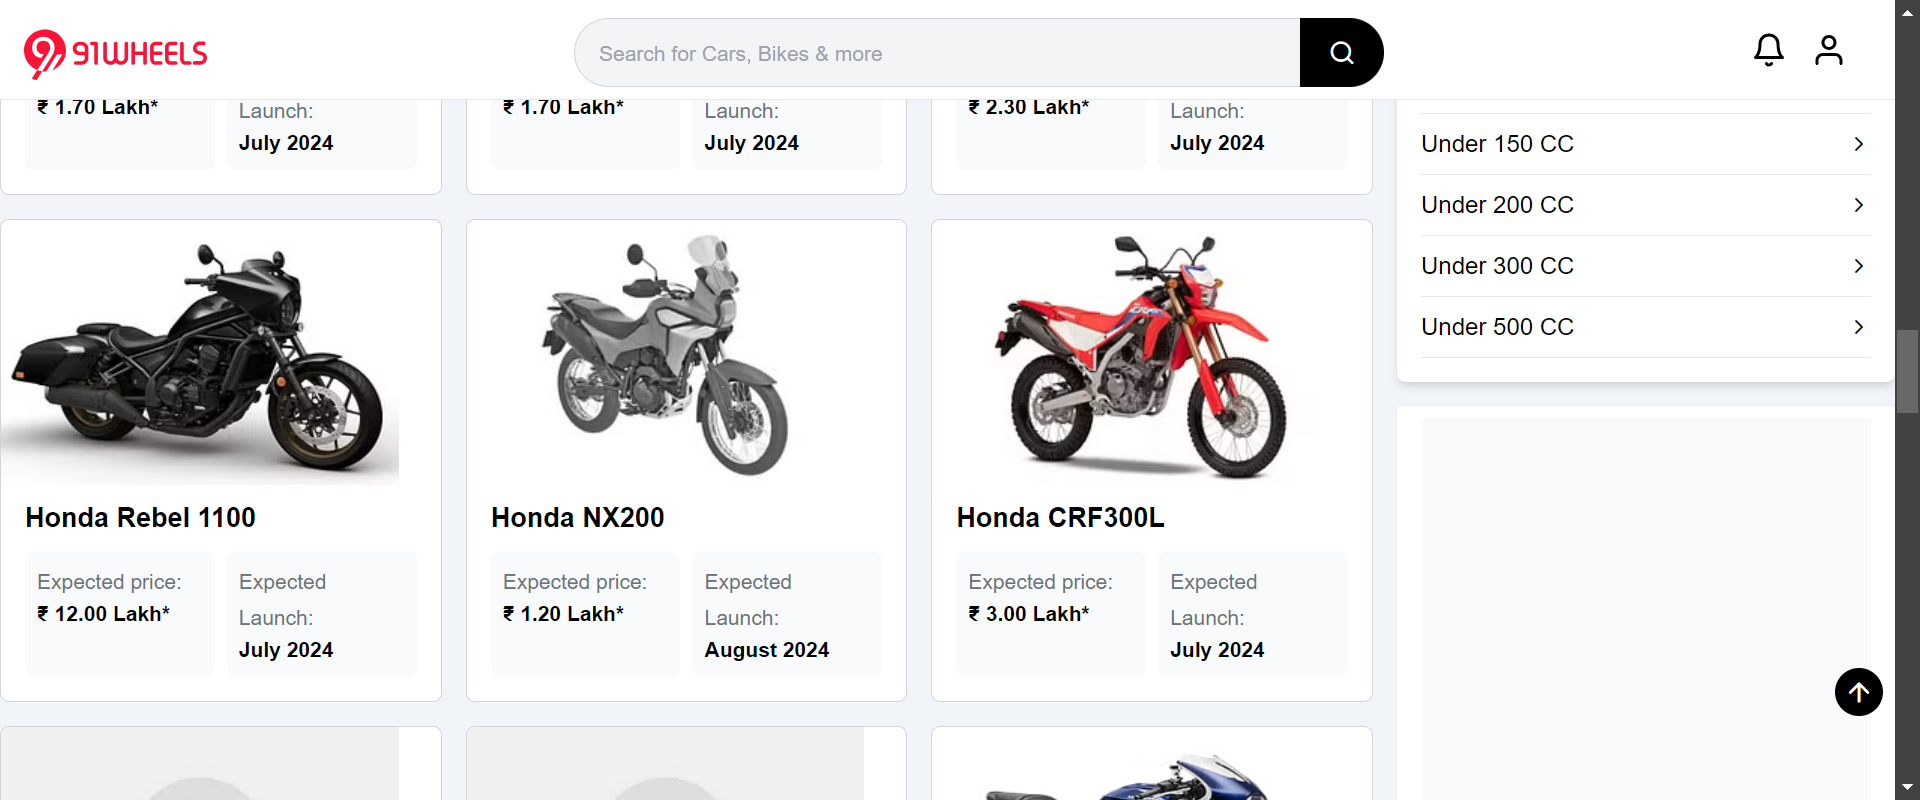 91WHEELS
Search for Cars, Bikes & more
₹ 1.70 Lakh*
Launch:
July 2024
₹ 1.70 Lakh*
Launch:
July 2024
₹ 2.30 Lakh*
Launch:
July 2024
Under 150 CC
Under 200 CC
Under 300 CC
Under 500 CC
CRF
Honda Rebel 1100
Expected price:
₹ 12.00 Lakh*
Expected
Launch:
July 2024
Honda NX200
Expected price:
₹ 1.20 Lakh*
Expected
Launch:
August 2024
Honda CRF300L
Expected price:
₹ 3.00 Lakh*
Expected
Launch:
July 2024